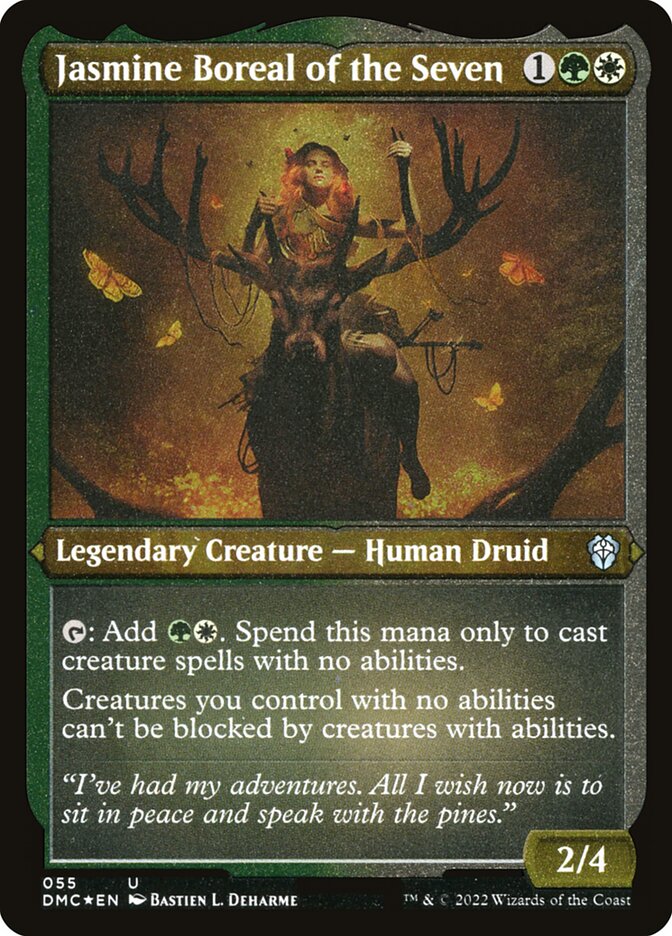 Jasmine Boreal of the Seven 1
Legendary Creature — Human Druid
: Add . Spend this mana only to cast
creature spells with no abilities.
Creatures you control with no abilities
can't be blocked by creatures with abilities.
“I've had my adventures. All I wish now is to
sit in peace and speak with the pines.”
2/4
055 U
DMC★EN Bastien L. Deharme ™ & © 2022 Wizards of the Coast